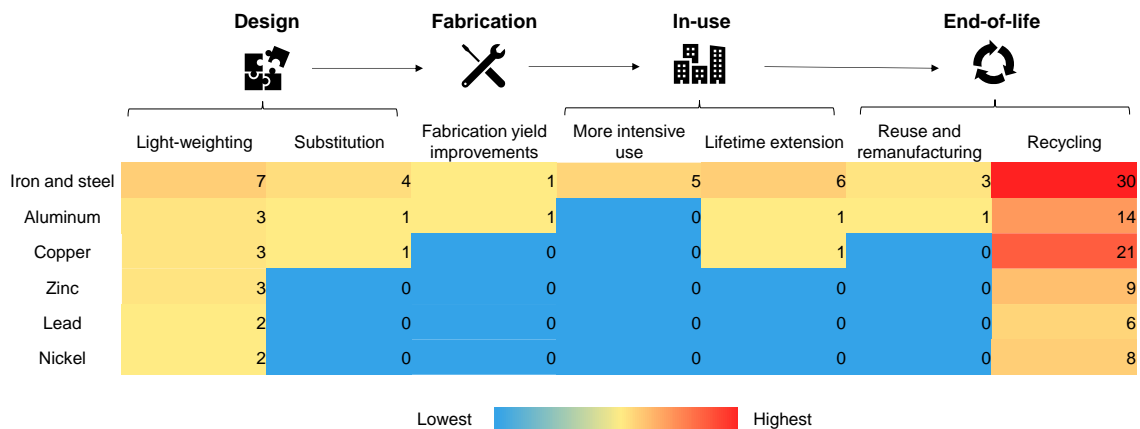 Design Fabrication In-use End-of-life
Light-weighting Substitution Fabrication yield improvements More intensive use Lifetime extension Reuse and remanufacturing Recycling
Iron and steel 7 4 1 5 6 3 30
Aluminum 3 1 1 0 1 1 14
Copper 3 1 0 0 1 0 21
Zinc 3 0 0 0 0 0 9
Lead 2 0 0 0 0 0 6
Nickel 2 0 0 0 0 0 8
Lowest Highest